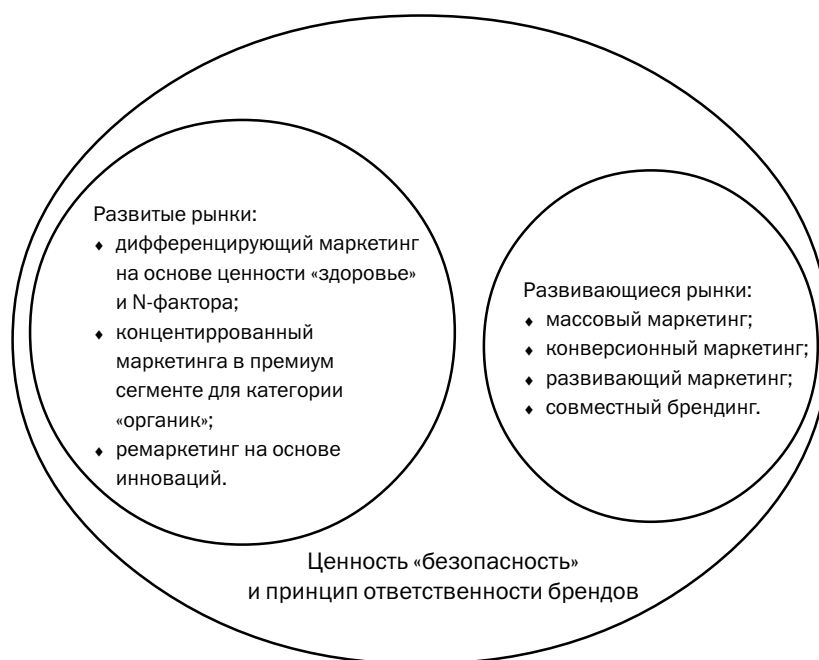 Развитые рынки:
♦ дифференцирующий маркетинг
на основе ценности «здоровье»
и N-фактора;
♦ концентиррованный
маркетинга в премиум
сегменте для категории
«органик»;
♦ ремаркетинг на основе
инноваций.
Развивающиеся рынки:
♦ массовый маркетинг;
♦ конверсионный маркетинг;
♦ развивающий маркетинг;
♦ совместный брендинг.
Ценность «безопасность»
и принцип ответственности брендов